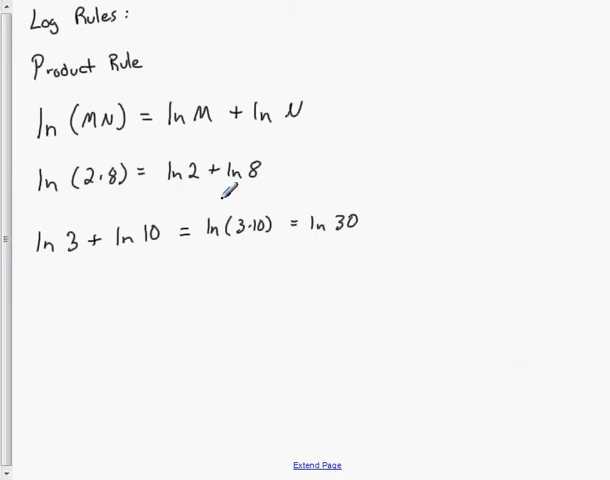 Log Rules:
Product Rule
ln (MN) = ln M + ln N
ln (2·8) = ln 2 + ln 8
ln 3 + ln 10 = ln (3·10) = ln 30
Extend Page